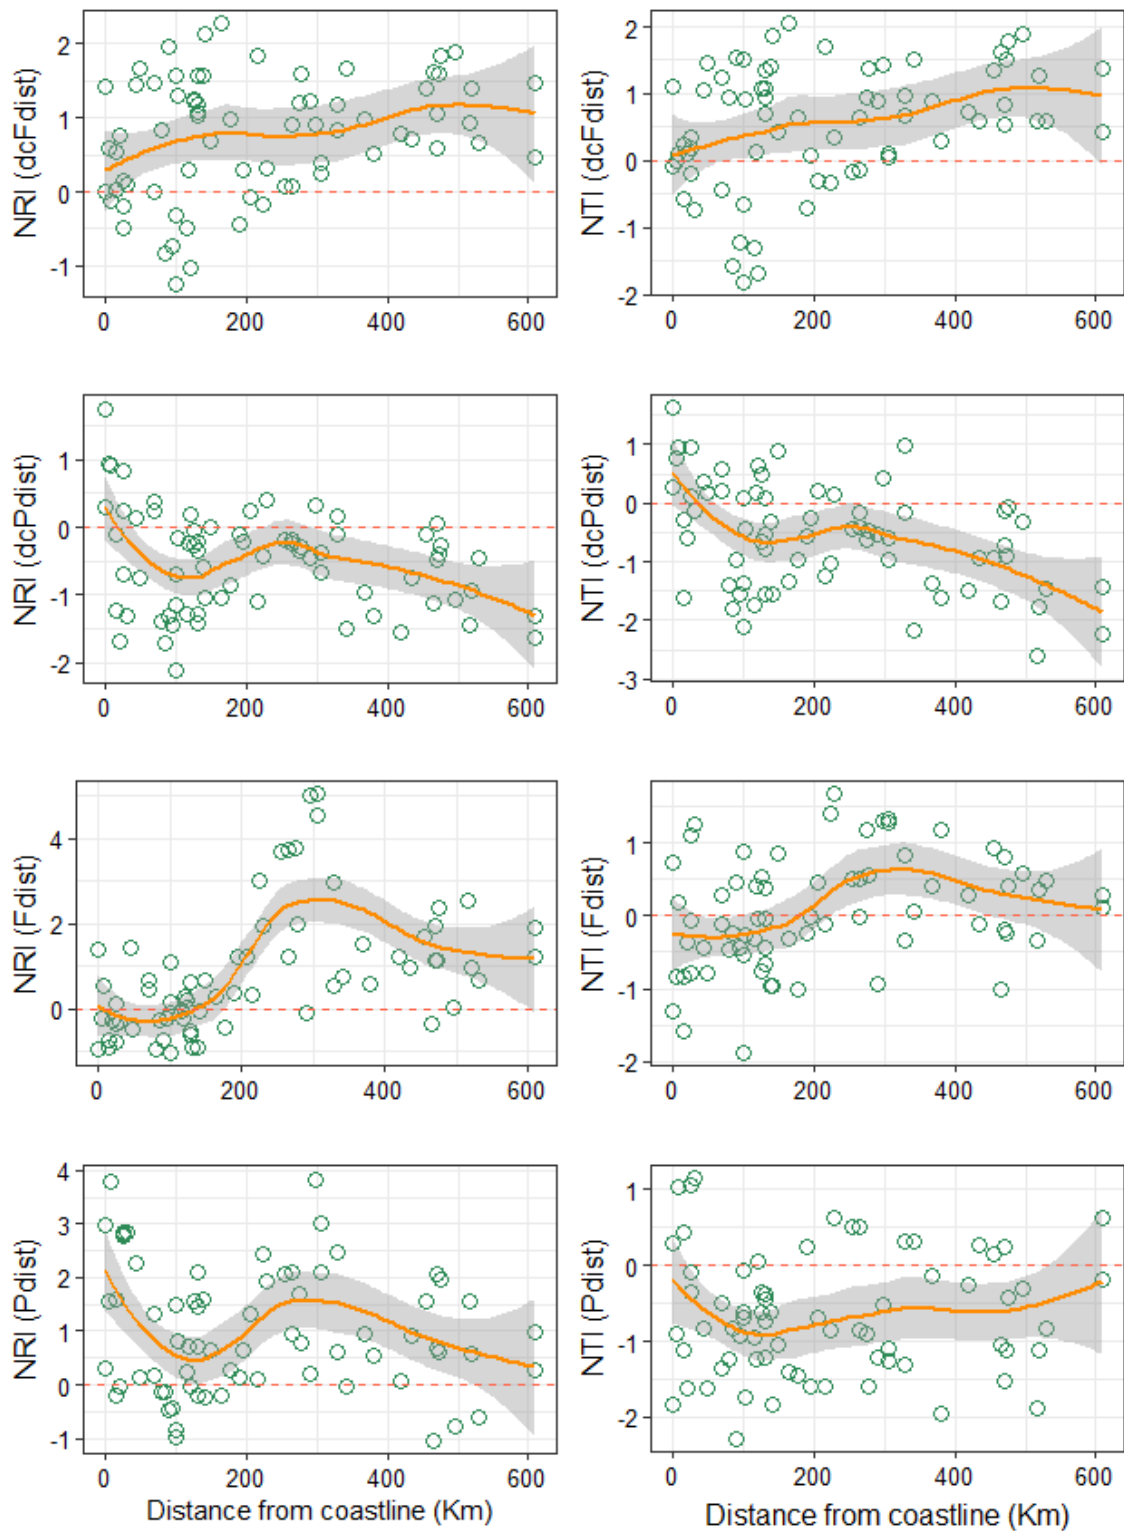 NRI (dcFdist)
2
1
0
-1
0 200 400 600
NTI (dcFdist)
2
1
0
-1
-2
0 200 400 600
NRI (dcPdist)
1
0
-1
-2
0 200 400 600
NTI (dcPdist)
1
0
-1
-2
-3
0 200 400 600
NRI (Fdist)
4
2
0
0 200 400 600
NTI (Fdist)
1
0
-1
-2
0 200 400 600
NRI (Pdist)
4
3
2
1
0
-1
0 200 400 600
Distance from coastline (Km)
NTI (Pdist)
1
0
-1
-2
0 200 400 600
Distance from coastline (Km)